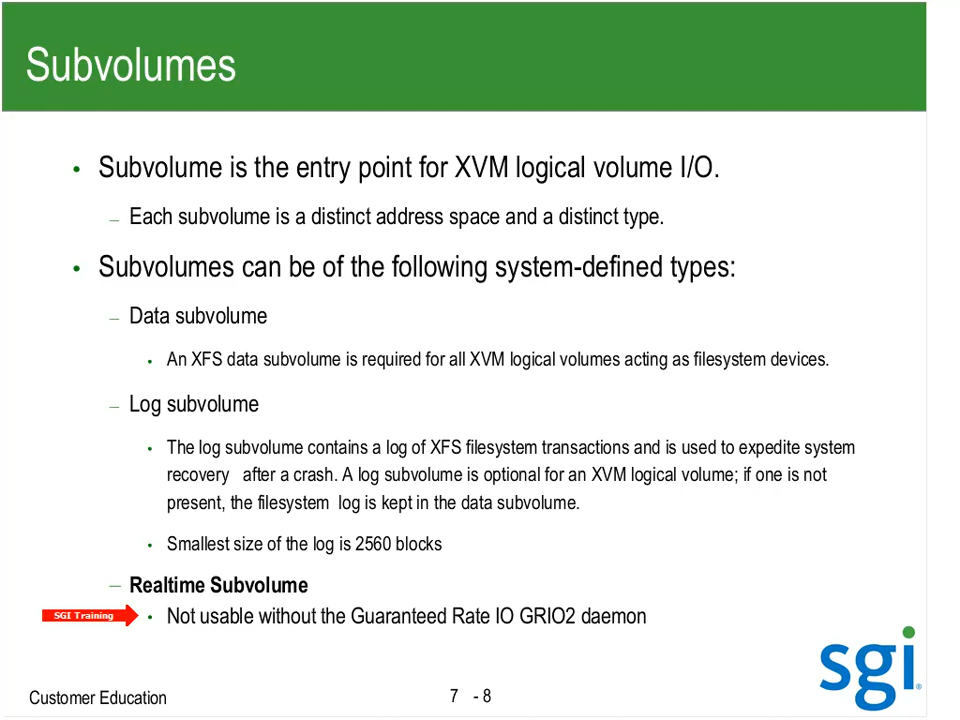 Subvolumes
• Subvolume is the entry point for XVM logical volume I/O.
– Each subvolume is a distinct address space and a distinct type.
• Subvolumes can be of the following system-defined types:
– Data subvolume
• An XFS data subvolume is required for all XVM logical volumes acting as filesystem devices.
– Log subvolume
• The log subvolume contains a log of XFS filesystem transactions and is used to expedite system
recovery after a crash. A log subvolume is optional for an XVM logical volume; if one is not
present, the filesystem log is kept in the data subvolume.
• Smallest size of the log is 2560 blocks
– Realtime Subvolume
SGI Training
• Not usable without the Guaranteed Rate IO GRIO2 daemon
sgi®
Customer Education
7 - 8